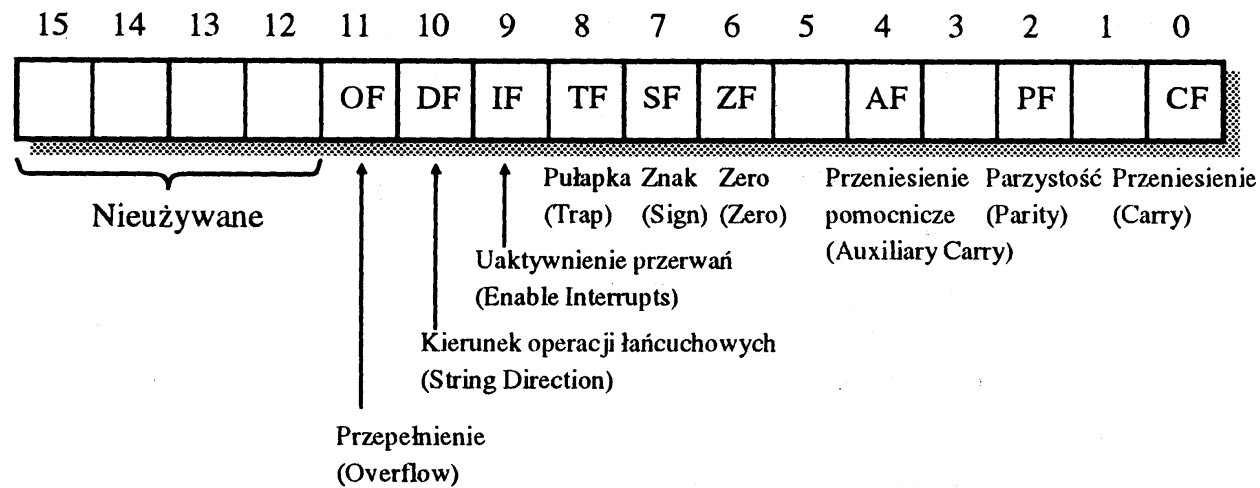 15 14 13 12 11 10 9 8 7 6 5 4 3 2 1 0
OF DF IF TF SF ZF AF PF CF
Nieużywane
Pułapka Znak Zero Przeniesienie Parzystość Przeniesienie
(Trap) (Sign) (Zero) pomocnicze (Parity) (Carry)
(Auxiliary Carry)
Uaktywnienie przerwań
(Enable Interrupts)
Kierunek operacji łańcuchowych
(String Direction)
Przepełnienie
(Overflow)